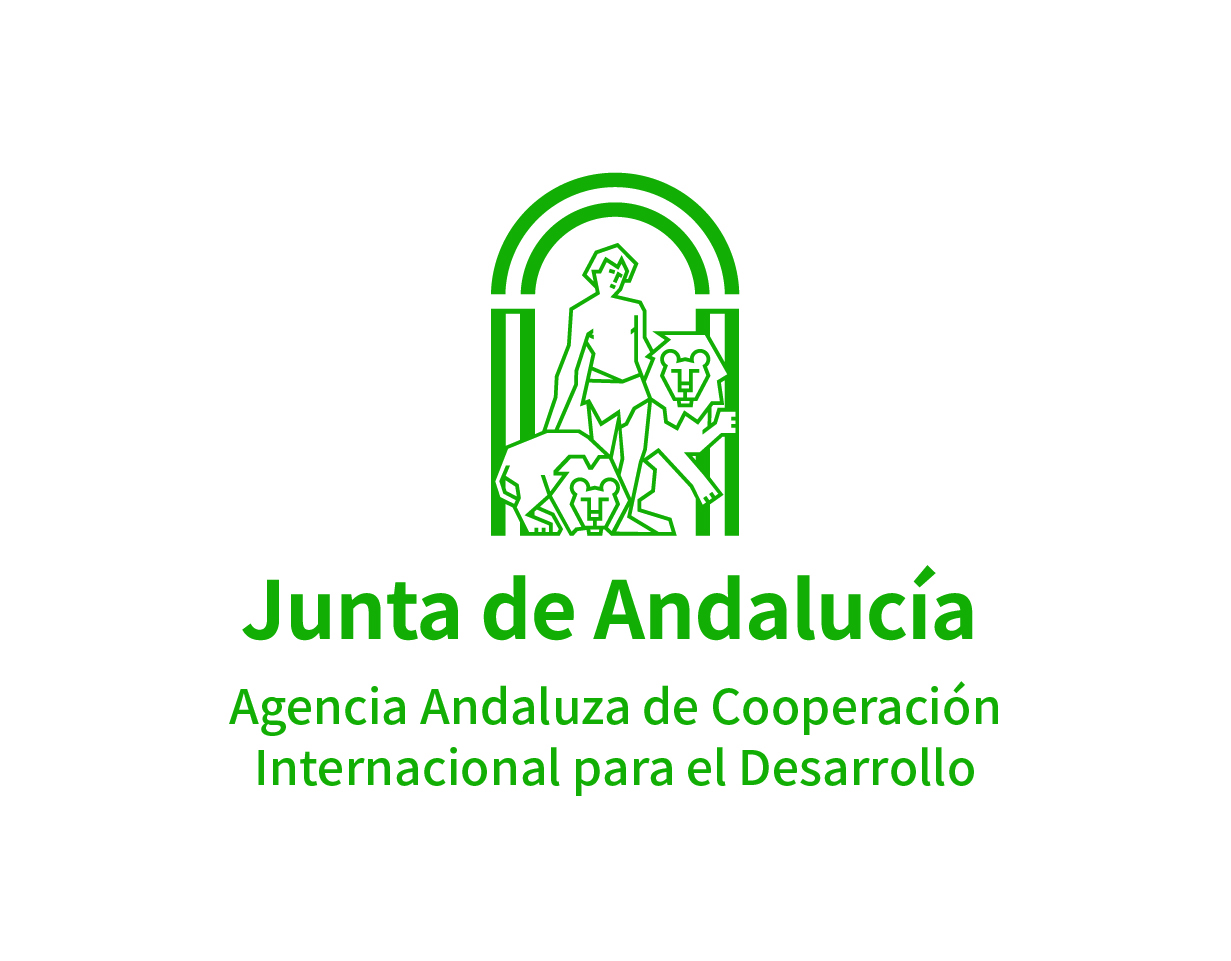 Junta de Andalucía
Agencia Andaluza de Cooperación
Internacional para el Desarrollo